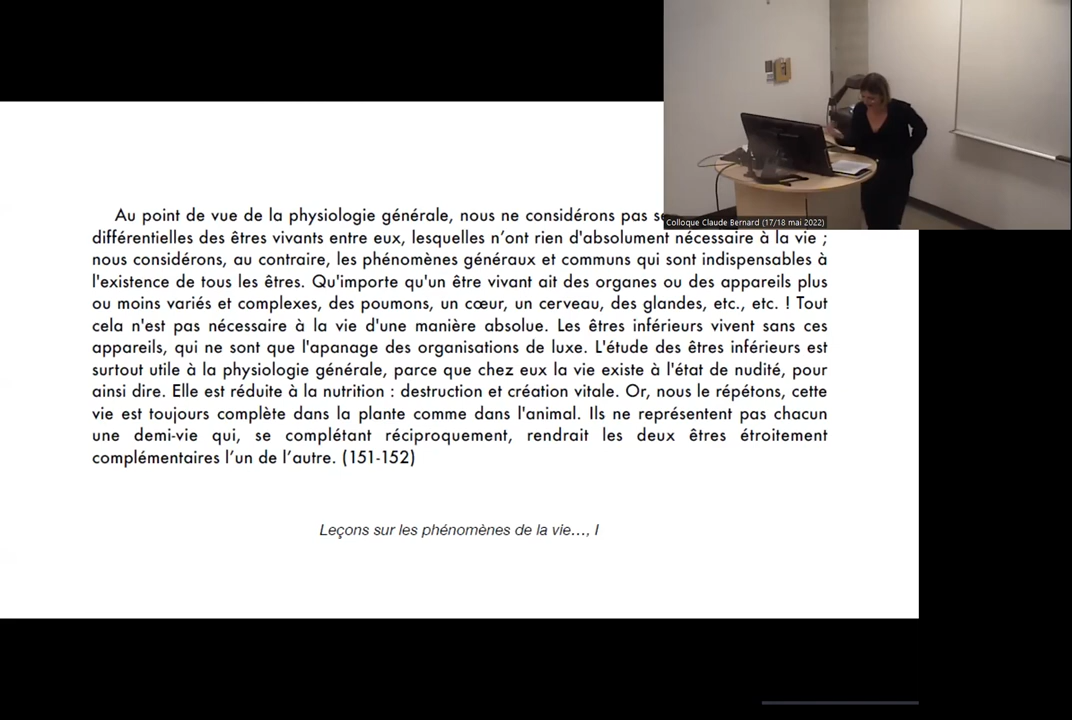 Au point de vue de la physiologie générale, nous ne considérons pas
différentielles des êtres vivants entre eux, lesquelles n’ont rien d'absolument nécessaire à la vie ;
nous considérons, au contraire, les phénomènes généraux et communs qui sont indispensables à
l'existence de tous les êtres. Qu'importe qu'un être vivant ait des organes ou des appareils plus
ou moins variés et complexes, des poumons, un cœur, un cerveau, des glandes, etc., etc. ! Tout
cela n'est pas nécessaire à la vie d'une manière absolue. Les êtres inférieurs vivent sans ces
appareils, qui ne sont que l'apanage des organisations de luxe. L'étude des êtres inférieurs est
surtout utile à la physiologie générale, parce que chez eux la vie existe à l'état de nudité, pour
ainsi dire. Elle est réduite à la nutrition : destruction et création vitale. Or, nous le répétons, cette
vie est toujours complète dans la plante comme dans l'animal. Ils ne représentent pas chacun
une demi-vie qui, se complétant réciproquement, rendrait les deux êtres étroitement
complémentaires l’un de l’autre. (151-152)
Leçons sur les phénomènes de la vie…, I
Colloque Claude Bernard (17/18 mai 2022)